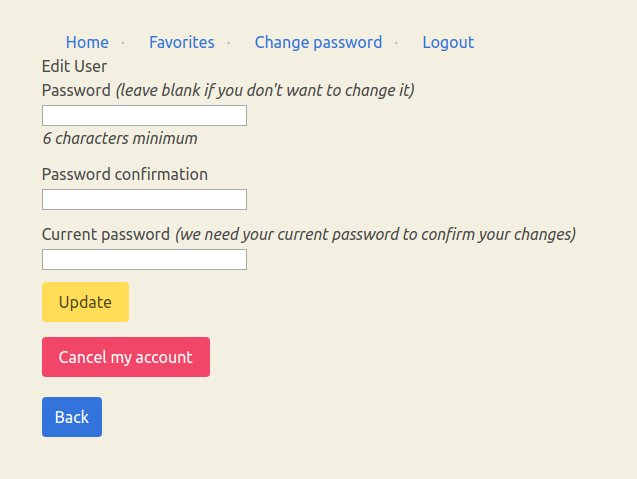 Home · Favorites · Change password · Logout
Edit User
Password (leave blank if you don't want to change it)
6 characters minimum
Password confirmation
Current password (we need your current password to confirm your changes)
Update
Cancel my account
Back